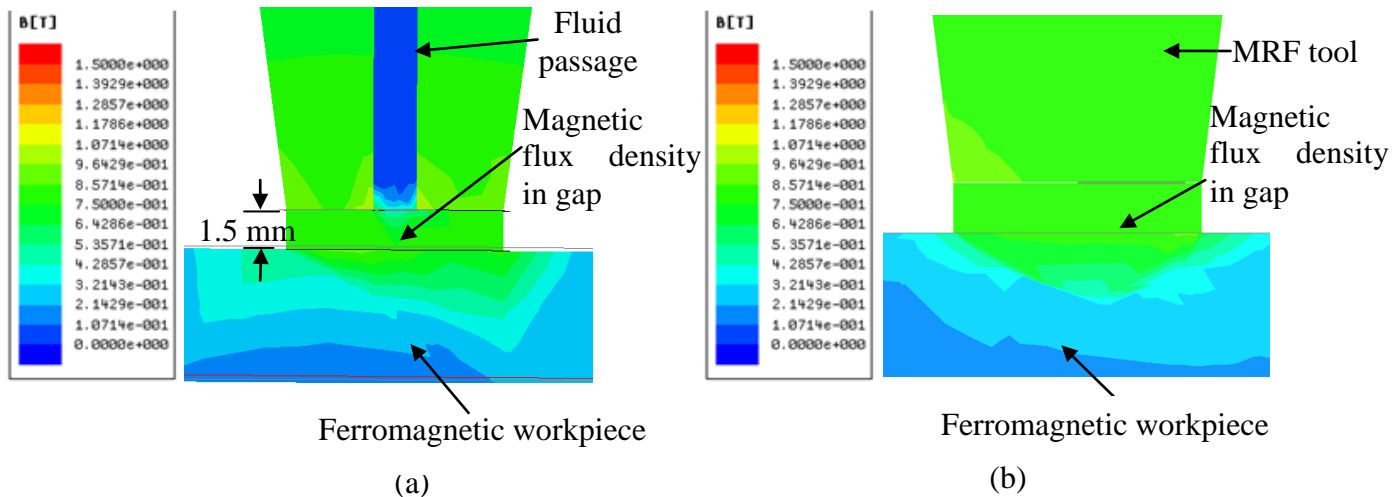 B[T]
1.5000e+000
1.3929e+000
1.2857e+000
1.1786e+000
1.0714e+000
9.6429e-001
8.5714e-001
7.5000e-001
6.4286e-001
5.3571e-001
4.2857e-001
3.2143e-001
2.1429e-001
1.0714e-001
0.0000e+000
Fluid
passage
Magnetic
flux density
in gap
1.5 mm
Ferromagnetic workpiece
(a)
B[T]
1.5000e+000
1.3929e+000
1.2857e+000
1.1786e+000
1.0714e+000
9.6429e-001
8.5714e-001
7.5000e-001
6.4286e-001
5.3571e-001
4.2857e-001
3.2143e-001
2.1429e-001
1.0714e-001
0.0000e+000
MRF tool
Magnetic
flux density
in gap
Ferromagnetic workpiece
(b)